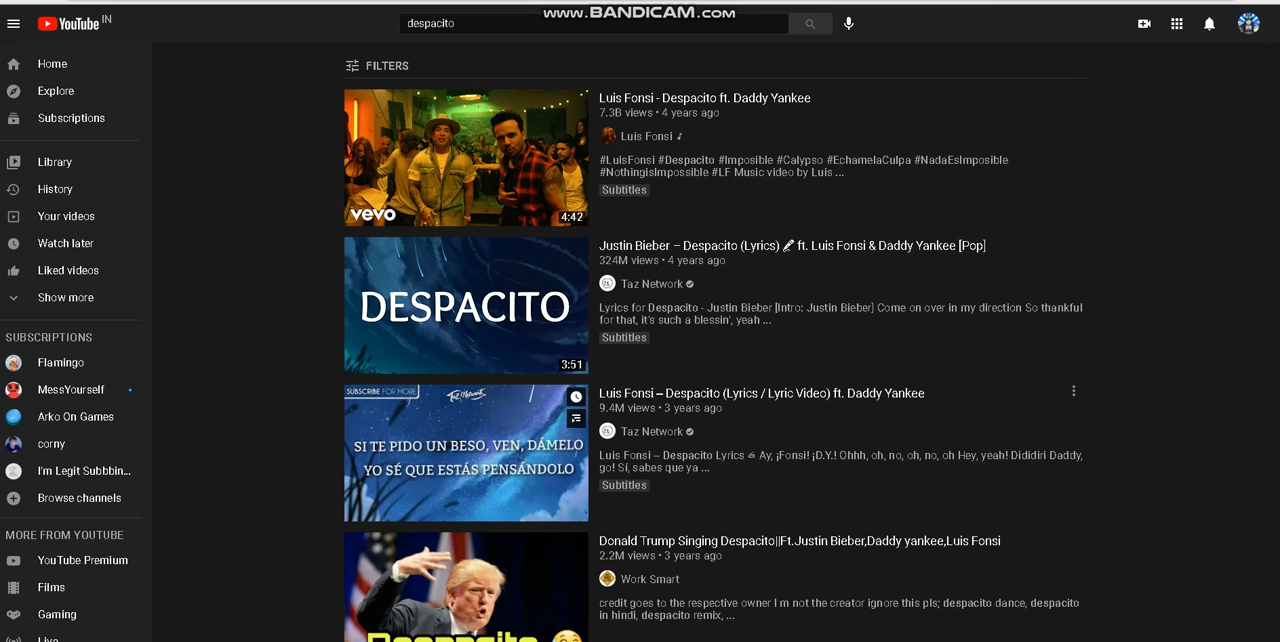 www.BANDICAM.com
YouTube IN
despacito
Home
Explore
Subscriptions
Library
History
Your videos
Watch later
Liked videos
Show more
SUBSCRIPTIONS
Flamingo
MessYourself
Arko On Games
corny
I'm Legit Subbbin...
Browse channels
MORE FROM YOUTUBE
YouTube Premium
Films
Gaming
Live
FILTERS
vevo
4:42
Luis Fonsi - Despacito ft. Daddy Yankee
7.3B views • 4 years ago
Luis Fonsi
#LuisFonsi #Despacito #Imposible #Calypso #EchamelaCulpa #NadaEsImposible
#NothingisImpossible #LF Music video by Luis ...
Subtitles
DESPACITO
3:51
Justin Bieber – Despacito (Lyrics) 🎤 ft. Luis Fonsi & Daddy Yankee [Pop]
324M views • 4 years ago
Taz Network
Lyrics for Despacito - Justin Bieber [Intro: Justin Bieber] Come on over in my direction So thankful
for that, it's such a blessin', yeah ...
Subtitles
SUBSCRIBE FOR MORE
Taz Network
SI TE PIDO UN BESO, VEN, DÁMELO
YO SÉ QUE ESTÁS PENSÁNDOLO
Luis Fonsi – Despacito (Lyrics / Lyric Video) ft. Daddy Yankee
9.4M views • 3 years ago
Taz Network
Luis Fonsi – Despacito Lyrics Ay, ¡Fonsi! ¡D.Y.! Ohhh, oh, no, oh, no, oh Hey, yeah! Dididiri Daddy,
go! Sí, sabes que ya ...
Subtitles
Despacito
Donald Trump Singing Despacito||Ft.Justin Bieber,Daddy yankee,Luis Fonsi
2.2M views • 3 years ago
Work Smart
credit goes to the respective owner I m not the creator ignore this pls; despacito dance, despacito
in hindi, despacito remix, ...